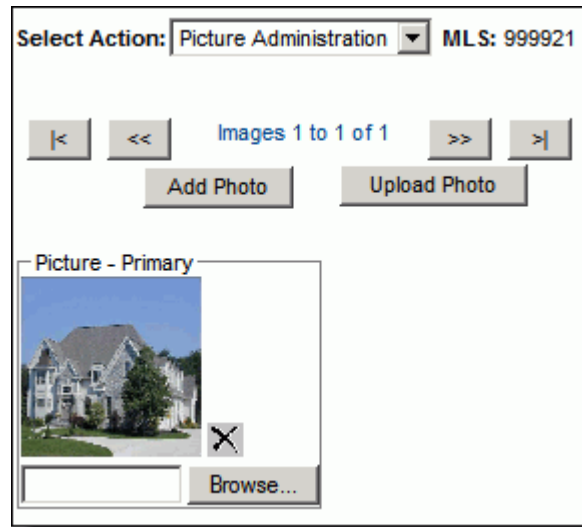 Select Action: Picture Administration MLS: 999921
|< << Images 1 to 1 of 1 >> >|
Add Photo Upload Photo
Picture - Primary
Browse...